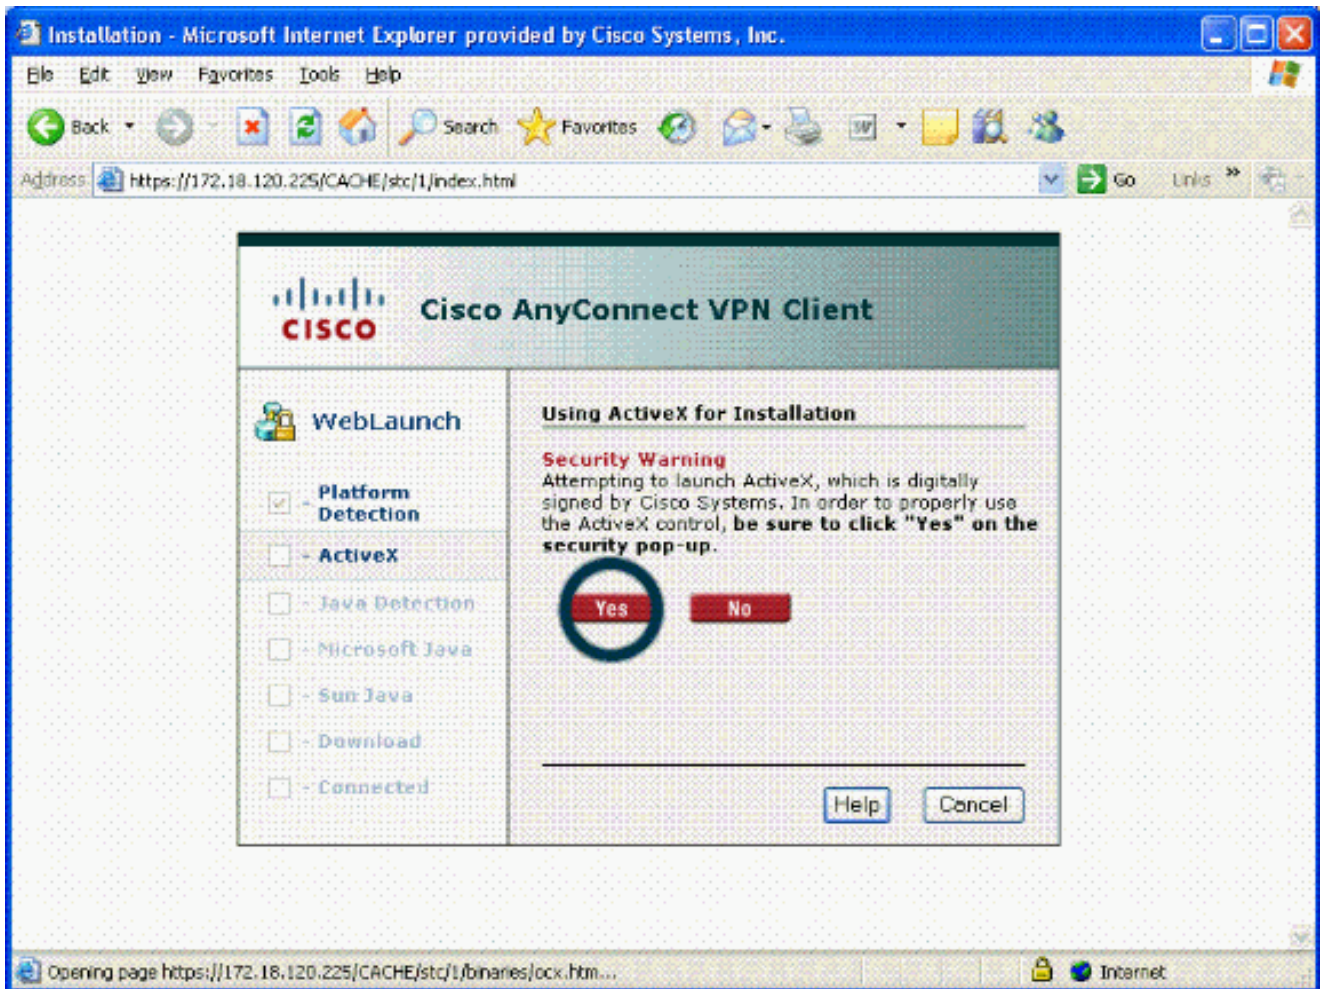 Installation - Microsoft Internet Explorer provided by Cisco Systems, Inc.
File Edit View Favorites Tools Help
Back Search Favorites
Address https://172.18.120.225/CACHE/stc/1/index.html Go Links »
CISCO
Cisco AnyConnect VPN Client
WebLaunch
- Platform
Detection
- ActiveX
- Java Detection
- Microsoft Java
- Sun Java
- Download
- Connected
Using ActiveX for Installation
Security Warning
Attempting to launch ActiveX, which is digitally
signed by Cisco Systems. In order to properly use
the ActiveX control, be sure to click "Yes" on the
security pop-up.
Yes No
Help Cancel
Opening page https://172.18.120.225/CACHE/stc/1/binaries/ocx.htm... Internet